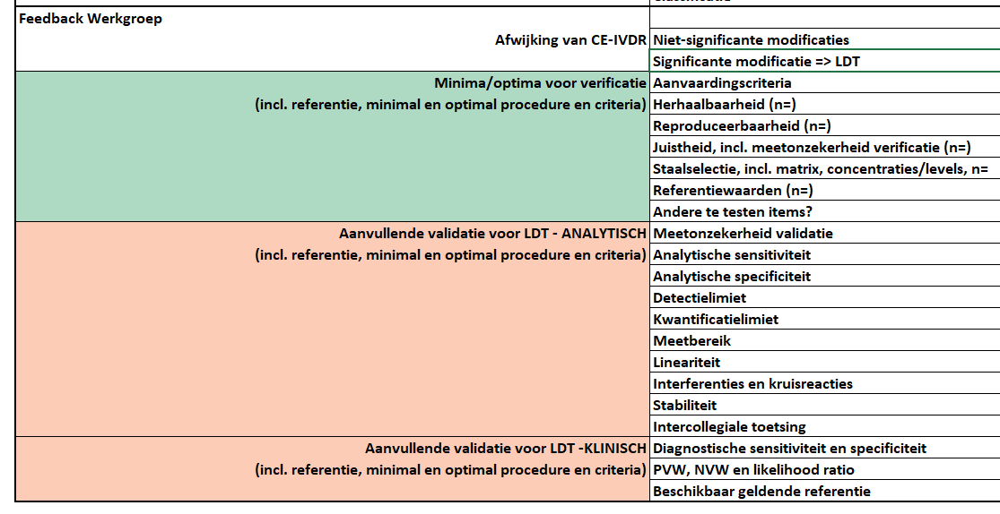 Feedback Werkgroep
Afwijking van CE-IVDR Niet-significante modificaties
Significante modificatie => LDT
Minima/optima voor verificatie Aanvaardingscriteria
(incl. referentie, minimal en optimal procedure en criteria) Herhaalbaarheid (n=)
Reproduceerbaarheid (n=)
Juistheid, incl. meetonzekerheid verificatie (n=)
Staalselectie, incl. matrix, concentraties/levels, n=
Referentiewaarden (n=)
Andere te testen items?
Aanvullende validatie voor LDT - ANALYTISCH Meetonzekerheid validatie
(incl. referentie, minimal en optimal procedure en criteria) Analytische sensitiviteit
Analytische specificiteit
Detectielimiet
Kwantificatielimiet
Meetbereik
Lineariteit
Interferenties en kruisreacties
Stabiliteit
Intercollegiale toetsing
Aanvullende validatie voor LDT -KLINISCH Diagnostische sensitiviteit en specificiteit
(incl. referentie, minimal en optimal procedure en criteria) PVW, NVW en likelihood ratio
Beschikbaar geldende referentie